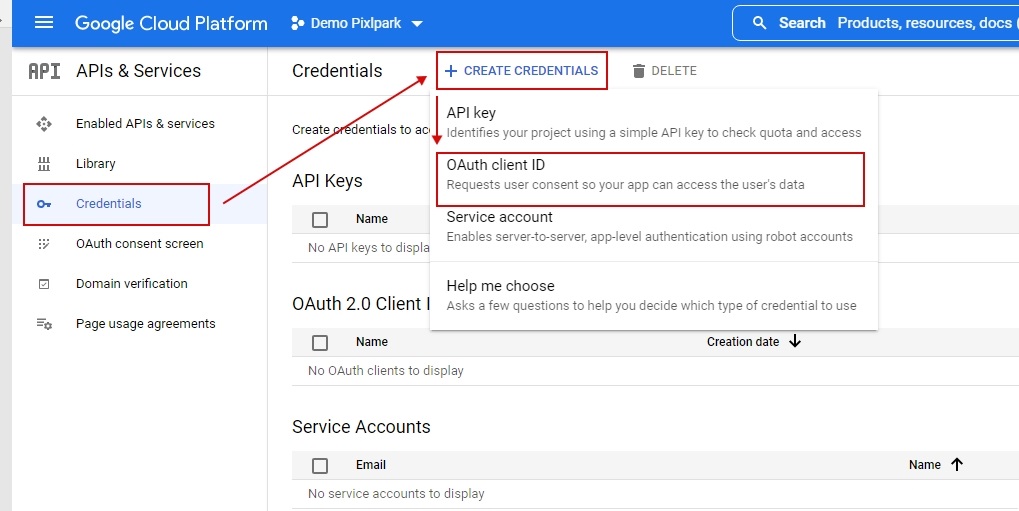 Google Cloud Platform
Demo Pixlpark
Search Products, resources, docs
API APIs & Services
Credentials
+ CREATE CREDENTIALS
DELETE
Enabled APIs & services
Library
Credentials
OAuth consent screen
Domain verification
Page usage agreements
Create credentials to acc
API key
Identifies your project using a simple API key to check quota and access
OAuth client ID
Requests user consent so your app can access the user's data
Service account
Enables server-to-server, app-level authentication using robot accounts
Help me choose
Asks a few questions to help you decide which type of credential to use
API Keys
Name
No API keys to displa
OAuth 2.0 Client I
Name Creation date
No OAuth clients to display
Service Accounts
Email Name
No service accounts to display